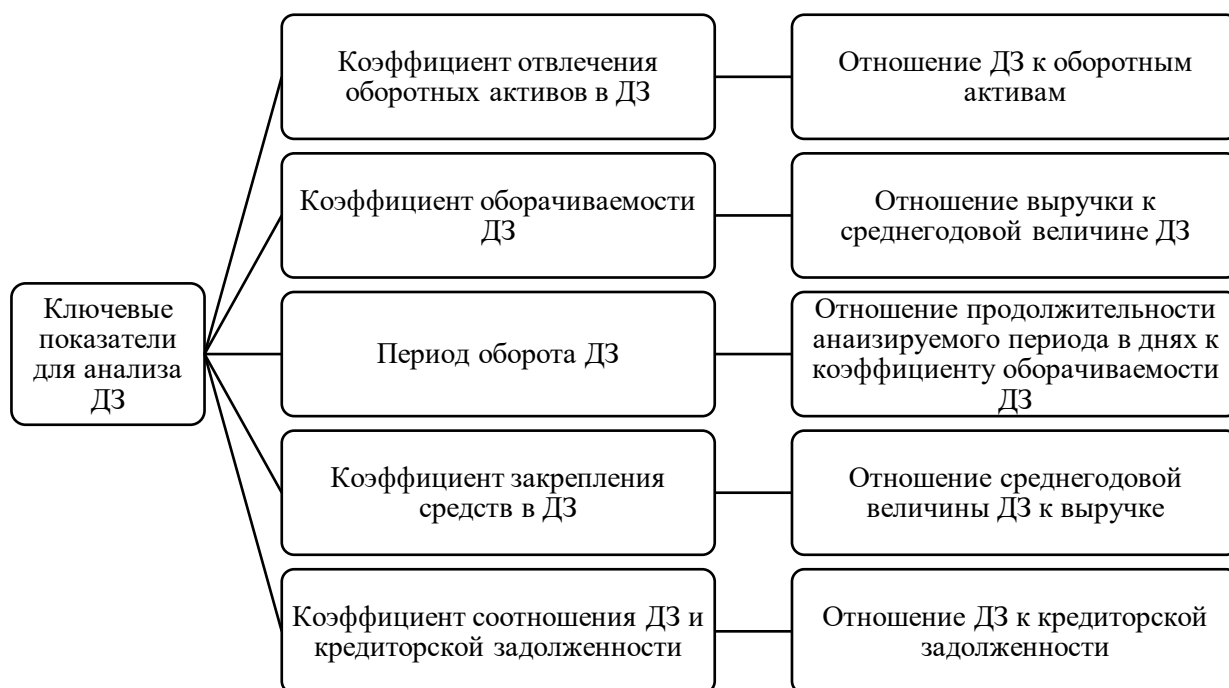 Ключевые
показатели
для анализа
ДЗ
Коэффициент отвлечения
оборотных активов в ДЗ
Отношение ДЗ к оборотным
активам
Коэффициент оборачиваемости
ДЗ
Отношение выручки к
среднегодовой величине ДЗ
Период оборота ДЗ
Отношение продолжительности
анаизируемого периода в днях к
коэффициенту оборачиваемости
ДЗ
Коэффициент закрепления
средств в ДЗ
Отношение среднегодовой
величины ДЗ к выручке
Коэффициент соотношения ДЗ и
кредиторской задолженности
Отношение ДЗ к кредиторской
задолженности